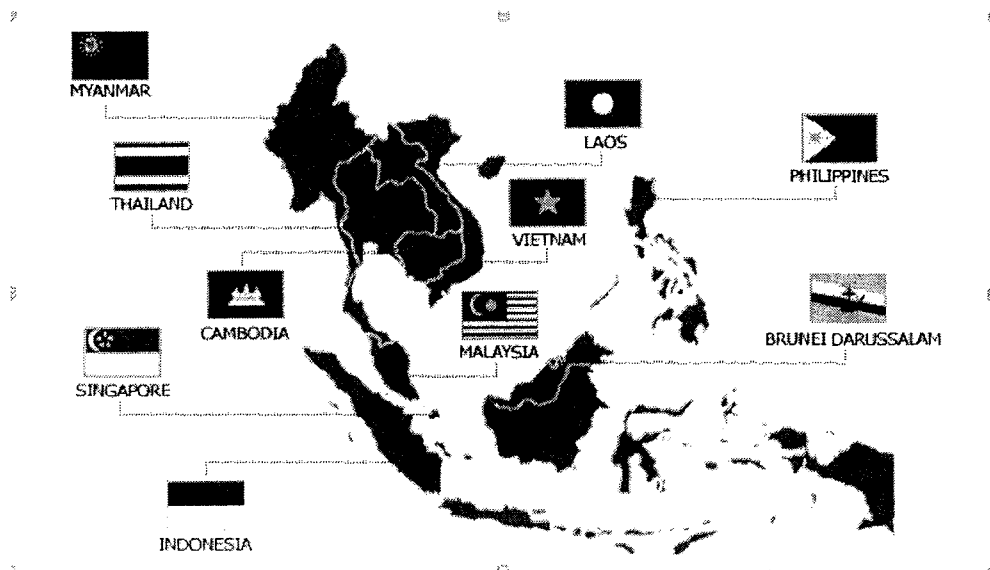 MYANMAR
LAOS
PHILIPPINES
THAILAND
VIETNAM
CAMBODIA
MALAYSIA
BRUNEI DARUSSALAM
SINGAPORE
INDONESIA